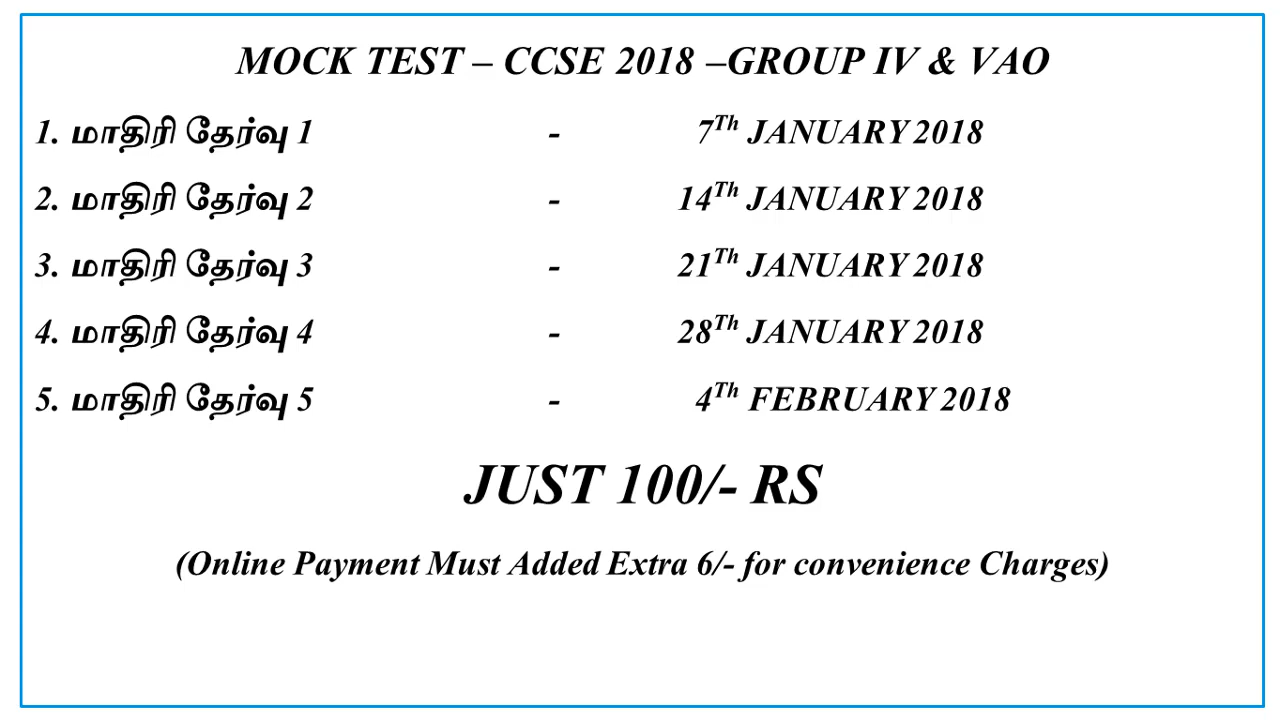 MOCK TEST – CCSE 2018 –GROUP IV & VAO
1. மாதிரி தேர்வு 1 - 7Th JANUARY 2018
2. மாதிரி தேர்வு 2 - 14Th JANUARY 2018
3. மாதிரி தேர்வு 3 - 21Th JANUARY 2018
4. மாதிரி தேர்வு 4 - 28Th JANUARY 2018
5. மாதிரி தேர்வு 5 - 4Th FEBRUARY 2018
JUST 100/- RS
(Online Payment Must Added Extra 6/- for convenience Charges)